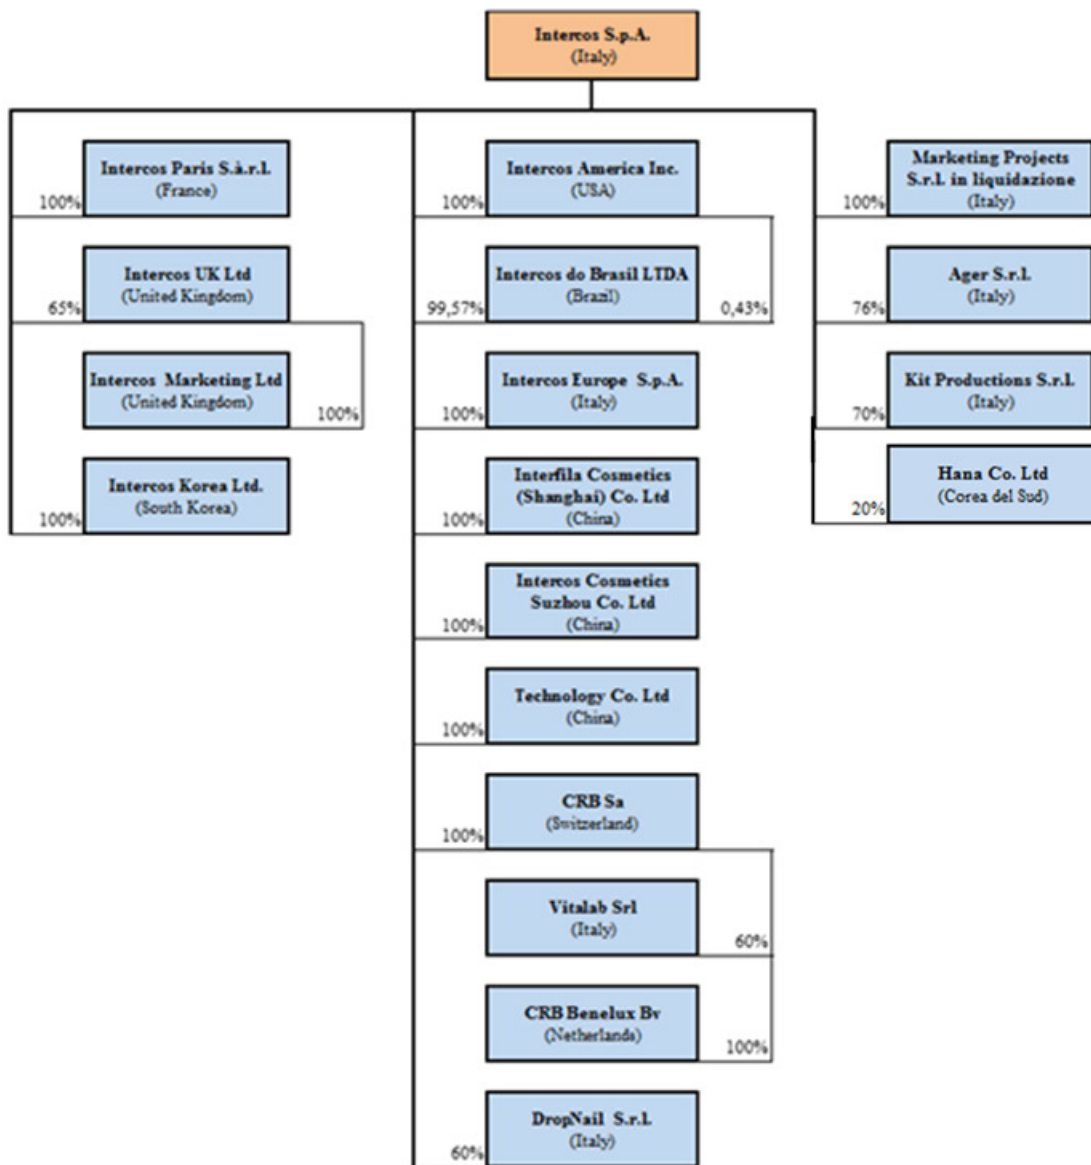 Intercos S.p.A.
(Italy)
Intercos Paris S.à.r.l.
(France)
100%
Intercos UK Ltd
(United Kingdom)
65%
Intercos Marketing Ltd
(United Kingdom)
100%
Intercos Korea Ltd.
(South Korea)
100%
Intercos America Inc.
(USA)
100%
Intercos do Brasil LTDA
(Brazil)
99,57%
0,43%
Intercos Europe S.p.A.
(Italy)
100%
Interfila Cosmetics
(Shanghai) Co. Ltd
(China)
100%
Intercos Cosmetics
Suzhou Co. Ltd
(China)
100%
Technology Co. Ltd
(China)
100%
CRB Sa
(Switzerland)
100%
Vitalab Srl
(Italy)
60%
CRB Benelux Bv
(Netherlands)
100%
DropNail S.r.l.
(Italy)
60%
Marketing Projects
S.r.l. in liquidazione
(Italy)
100%
Ager S.r.l.
(Italy)
76%
Kit Productions S.r.l.
(Italy)
70%
Hana Co. Ltd
(Corea del Sud)
20%